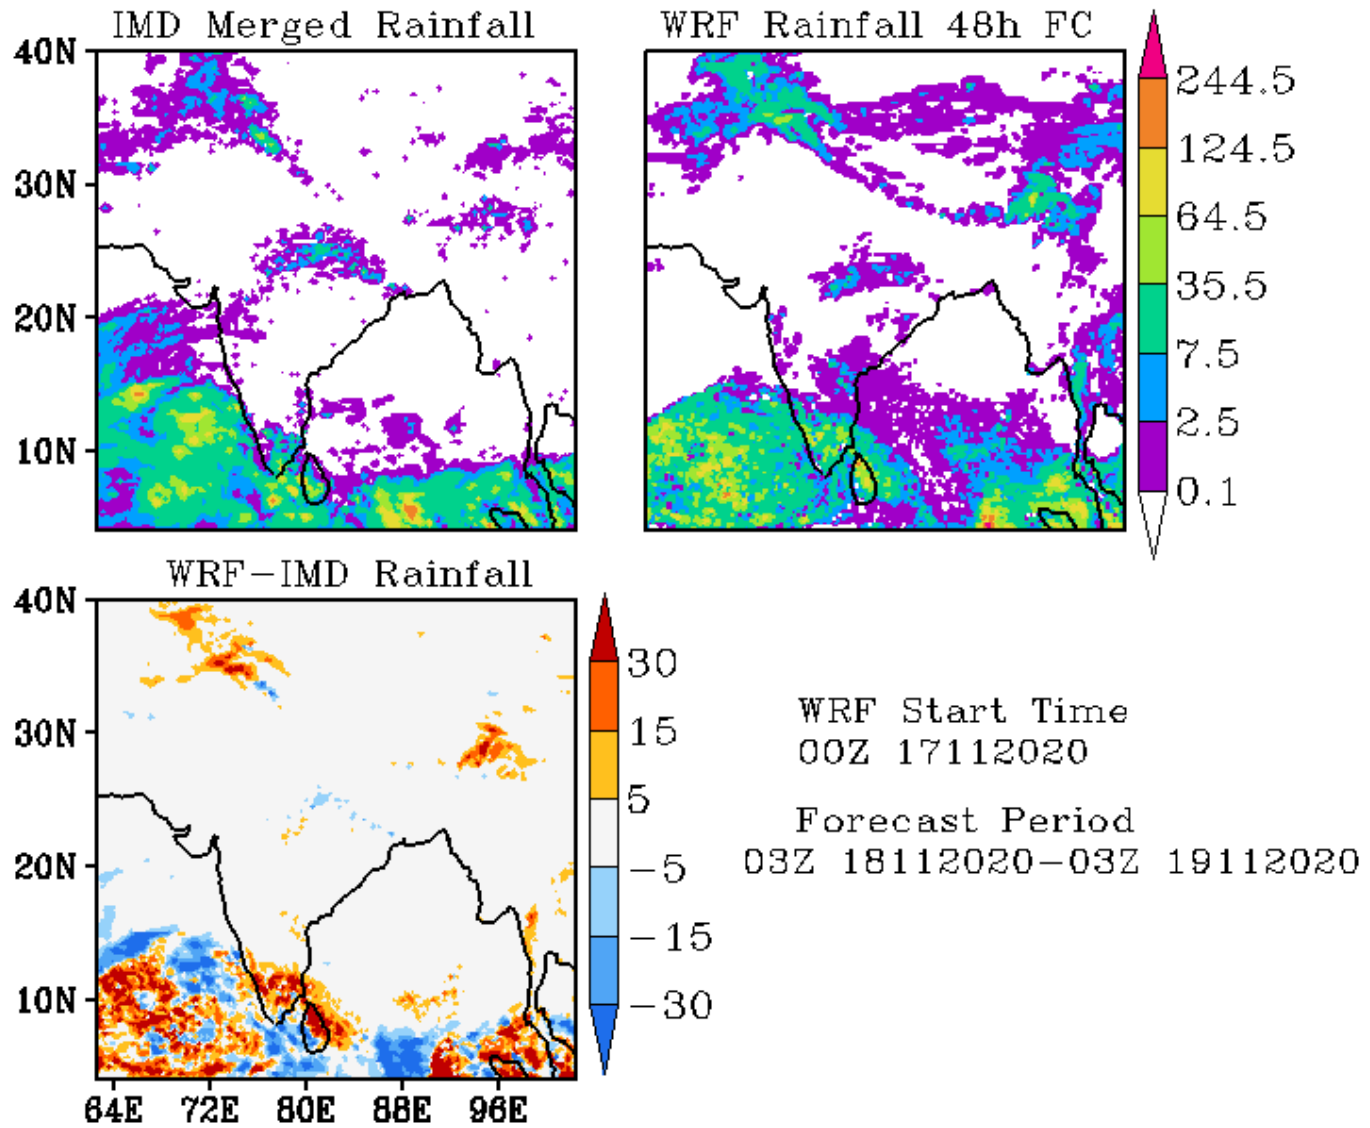 IMD Merged Rainfall
WRF Rainfall 48h FC
40N
30N
20N
10N
244.5
124.5
64.5
35.5
7.5
2.5
0.1
WRF-IMD Rainfall
40N
30N
20N
10N
64E 72E 80E 88E 96E
30
15
5
-5
-15
-30
WRF Start Time
00Z 17112020
Forecast Period
03Z 18112020-03Z 19112020